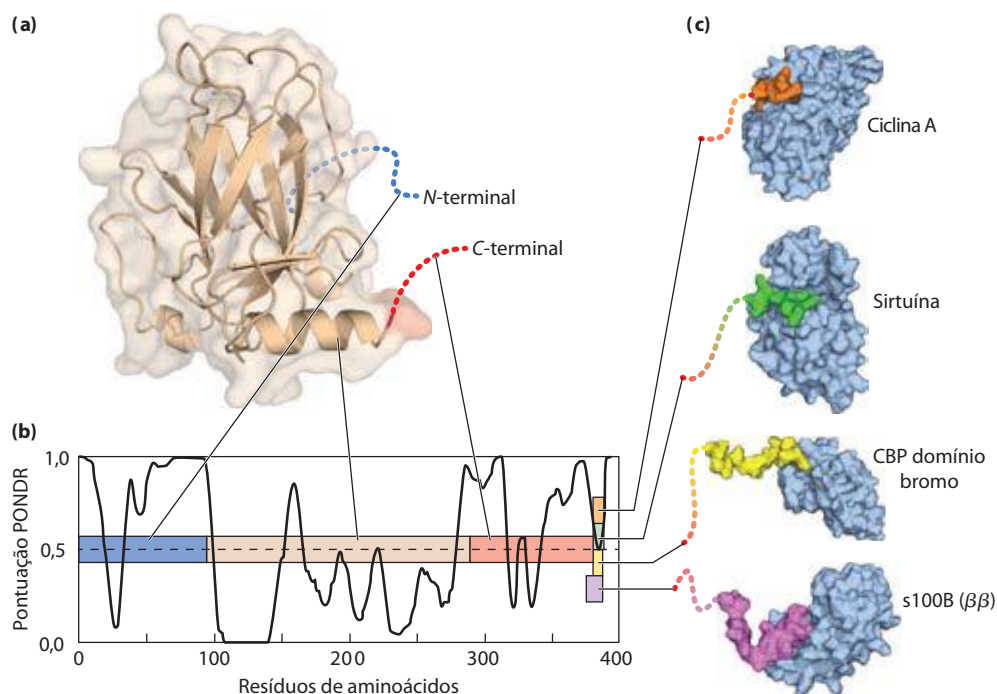 (a)
N-terminal
C-terminal
(b)
Pontuação PONDR
1,0
0,5
0,0
0
100
200
300
400
Resíduos de aminoácidos
(c)
Ciclina A
Sirtuína
CBP domínio
bromo
s100B (ββ)